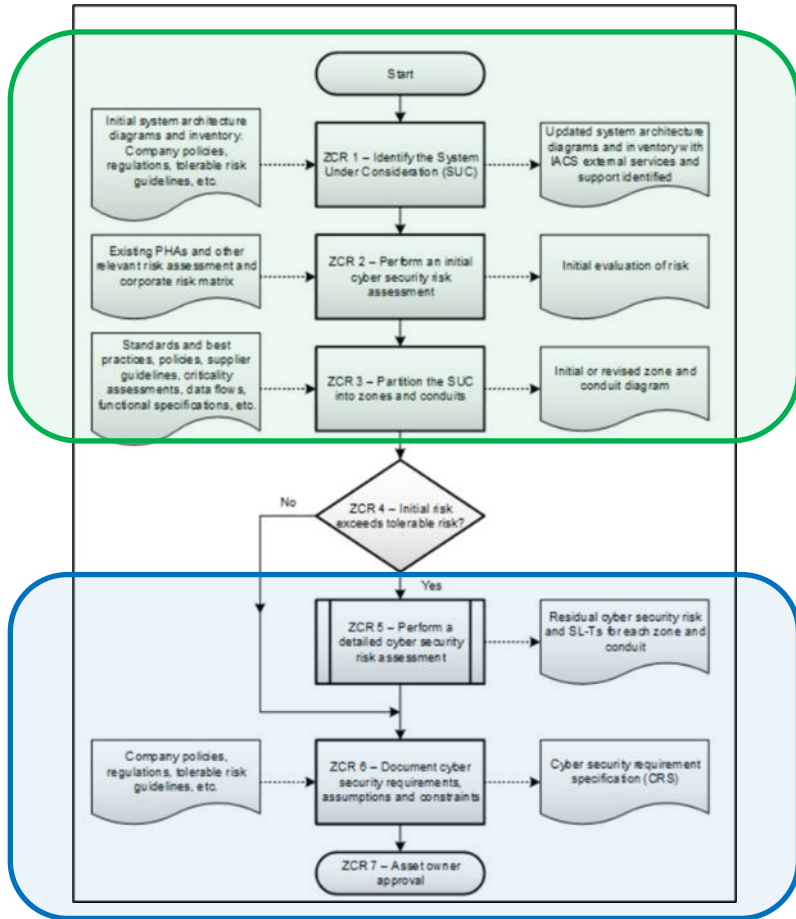 Start
Initial system architecture
diagrams and inventory.
Company policies,
regulations, tolerable risk
guidelines, etc.
ZCR 1 – Identify the System
Under Consideration (SUC)
Updated system architecture
diagrams and inventory with
IACS external services and
support identified
Existing PHAs and other
relevant risk assessment and
corporate risk matrix
ZCR 2 – Perform an initial
cyber security risk
assessment
Initial evaluation of risk
Standards and best
practices, policies, supplier
guidelines, criticality
assessments, data flows,
functional specifications, etc.
ZCR 3 – Partition the SUC
into zones and conduits
Initial or revised zone and
conduit diagram
No
ZCR 4 – Initial risk
exceeds tolerable risk?
Yes
ZCR 5 – Perform a
detailed cyber security
risk assessment
Residual cyber security risk
and SL-Ts for each zone and
conduit
Company policies,
regulations, tolerable risk
guidelines, etc.
ZCR 6 – Document cyber
security requirements,
assumptions and constraints
Cyber security requirement
specification (CRS)
ZCR 7 – Asset owner
approval